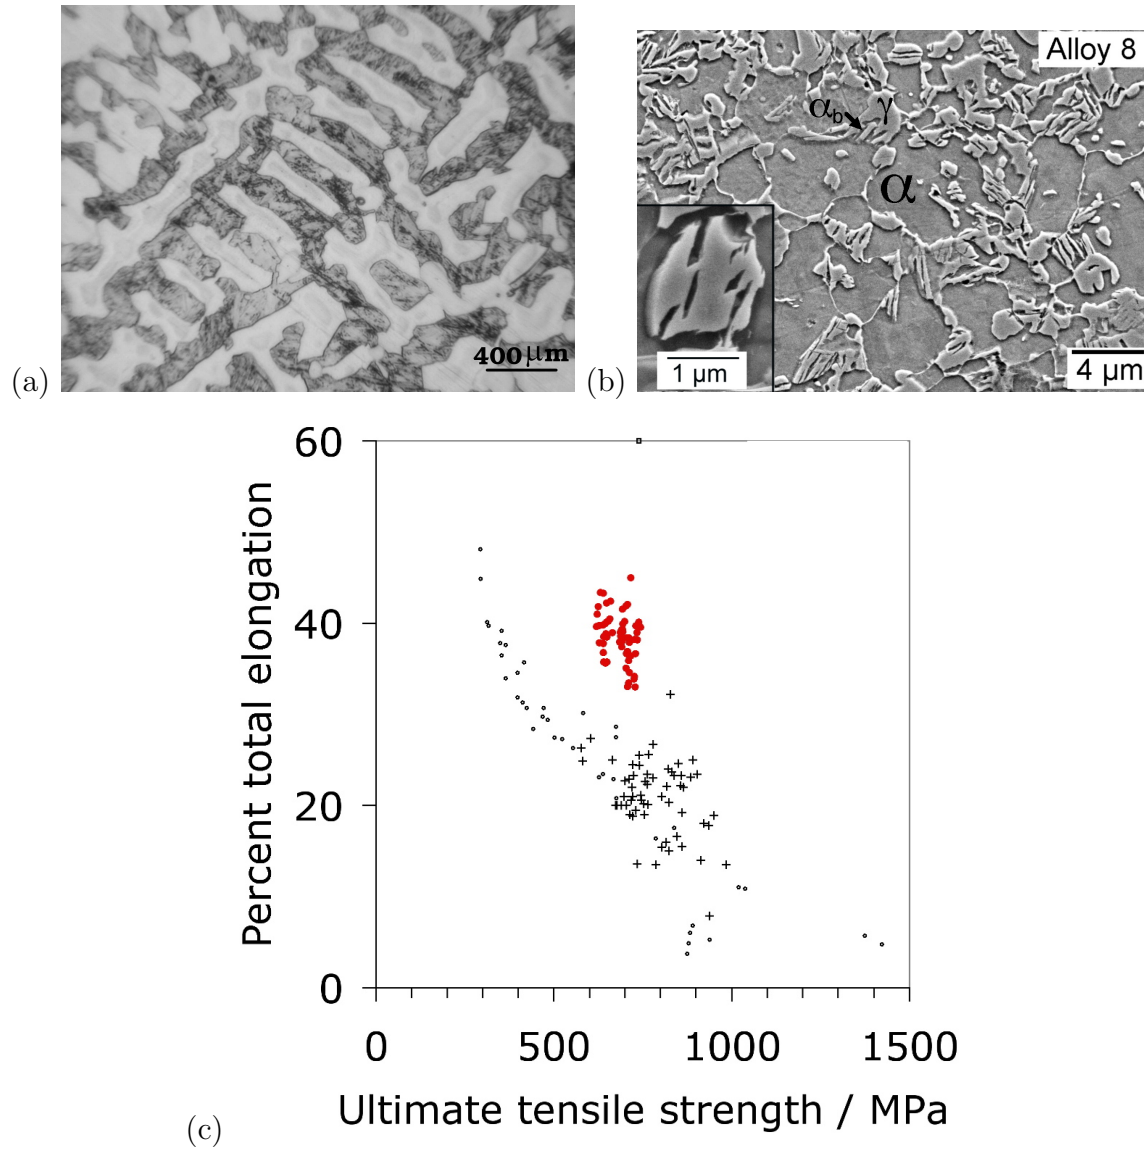 400 μm
(a)
Alloy 8
αb
γ
α
1 μm
4 μm
(b)
60
40
20
0
Percent total elongation
0 500 1000 1500
Ultimate tensile strength / MPa
(c)